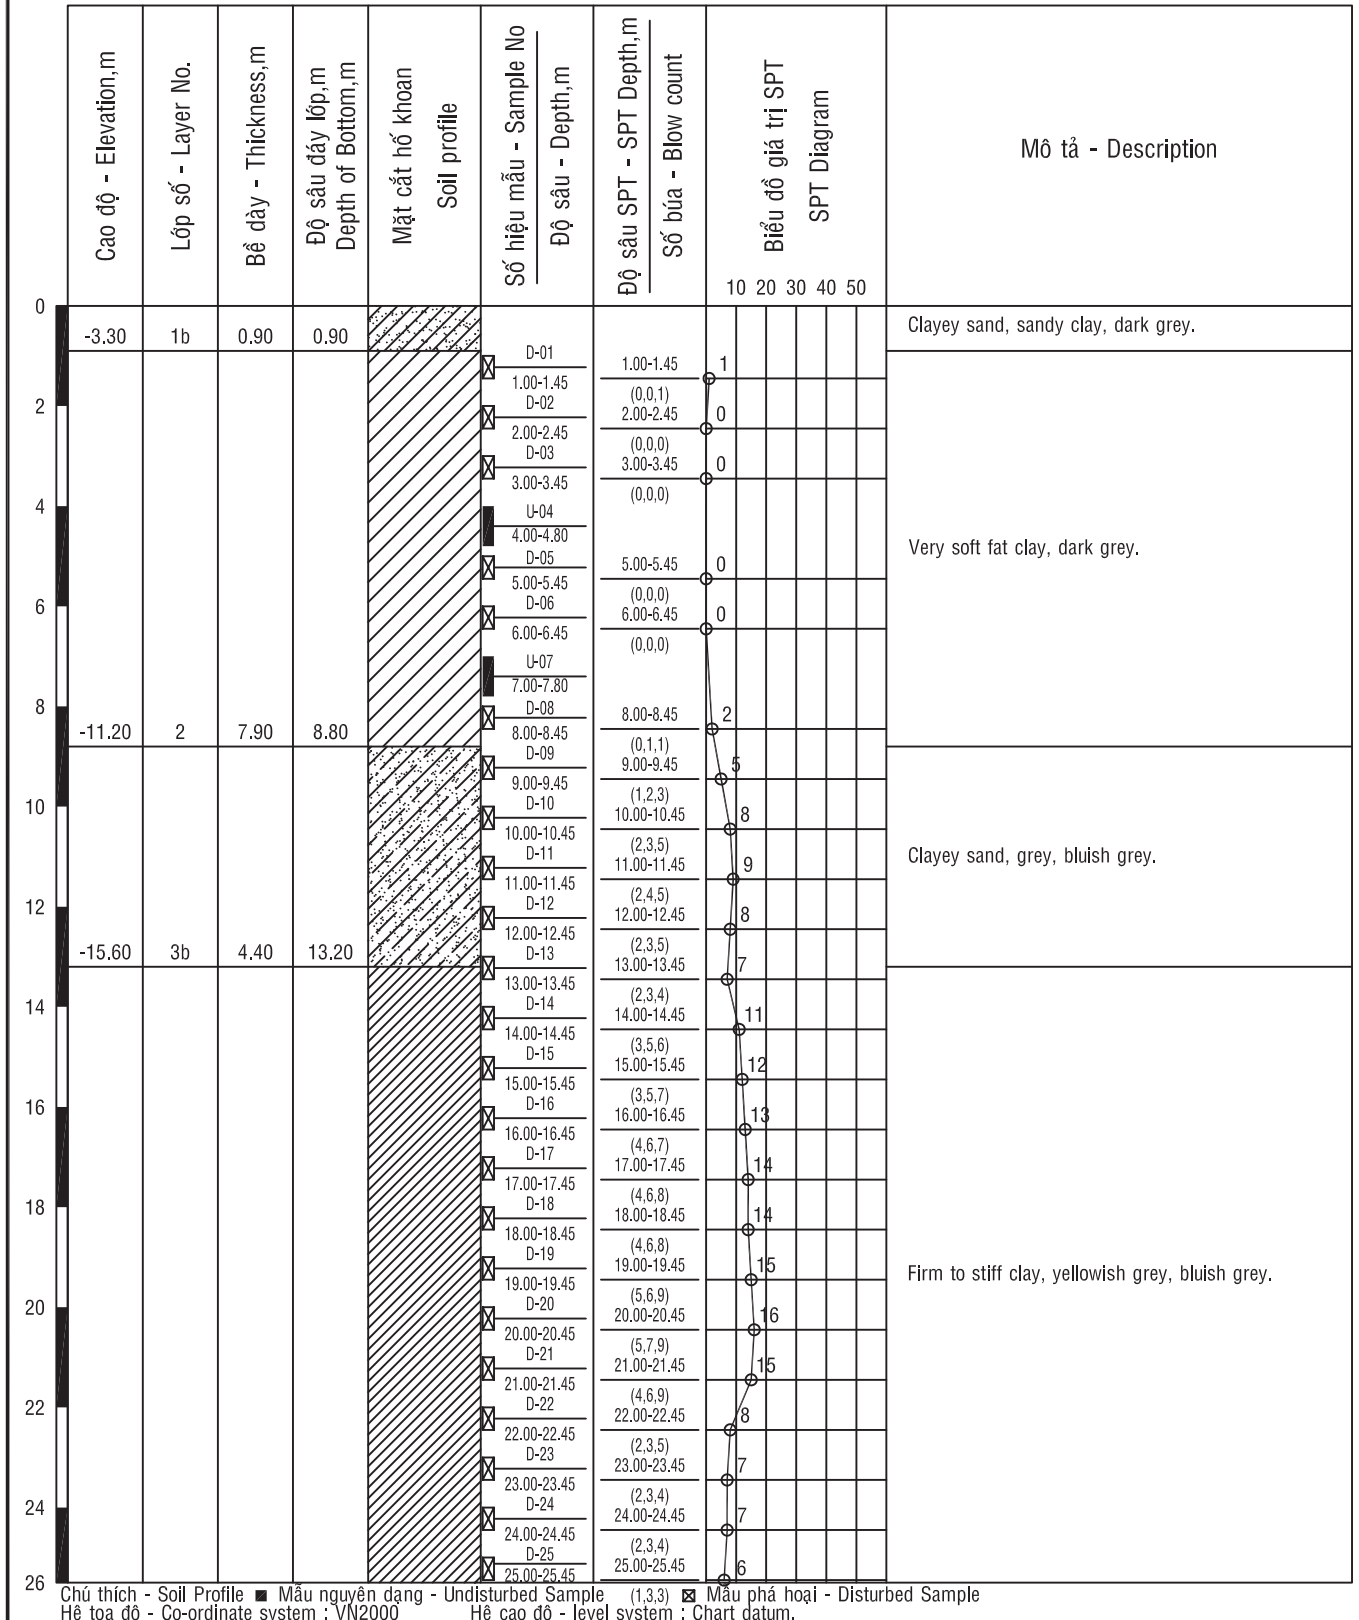 Cao độ - Elevation,m
Lớp số - Layer No.
Bề dày - Thickness,m
Độ sâu đáy lớp,m
Depth of Bottom,m
Mặt cắt hố khoan
Soil profile
Số hiệu mẫu - Sample No
Độ sâu - Depth,m
Độ sâu SPT - SPT Depth,m
Số búa - Blow count
Biểu đồ giá trị SPT
SPT Diagram
Mô tả - Description
10 20 30 40 50
0
Clayey sand, sandy clay, dark grey.
-3.30 1b 0.90 0.90
D-01
1.00-1.45 1
1.00-1.45
(0,0,1)
2
D-02
2.00-2.45 0
2.00-2.45
(0,0,0)
D-03
3.00-3.45 0
3.00-3.45
(0,0,0)
4
U-04
4.00-4.80
Very soft fat clay, dark grey.
D-05
5.00-5.45 0
5.00-5.45
(0,0,0)
6
D-06
6.00-6.45 0
6.00-6.45
(0,0,0)
U-07
7.00-7.80
8
D-08
8.00-8.45 2
-11.20 2 7.90 8.80
8.00-8.45
(0,1,1)
D-09
9.00-9.45 5
9.00-9.45
(1,2,3)
10
D-10
10.00-10.45 8
10.00-10.45
(2,3,5)
D-11
11.00-11.45 9
Clayey sand, grey, bluish grey.
11.00-11.45
(2,4,5)
12
D-12
12.00-12.45 8
12.00-12.45
(2,3,5)
-15.60 3b 4.40 13.20
D-13
13.00-13.45 7
13.00-13.45
(2,3,4)
14
D-14
14.00-14.45 11
14.00-14.45
(3,5,6)
D-15
15.00-15.45 12
15.00-15.45
(3,5,7)
16
D-16
16.00-16.45 13
16.00-16.45
(4,6,7)
D-17
17.00-17.45 14
17.00-17.45
(4,6,8)
18
D-18
18.00-18.45 14
18.00-18.45
(4,6,8)
D-19
19.00-19.45 15
Firm to stiff clay, yellowish grey, bluish grey.
19.00-19.45
(5,6,9)
20
D-20
20.00-20.45 16
20.00-20.45
(5,7,9)
D-21
21.00-21.45 15
21.00-21.45
(4,6,9)
22
D-22
22.00-22.45 8
22.00-22.45
(2,3,5)
D-23
23.00-23.45 7
23.00-23.45
(2,3,4)
24
D-24
24.00-24.45 7
24.00-24.45
(2,3,4)
D-25
25.00-25.45 6
25.00-25.45
26
(1,3,3)
Chú thích - Soil Profile Mẫu nguyên dạng - Undisturbed Sample Mẫu phá hoại - Disturbed Sample
Hệ tọa độ - Co-ordinate system : VN2000 Hệ cao độ - level system : Chart datum.